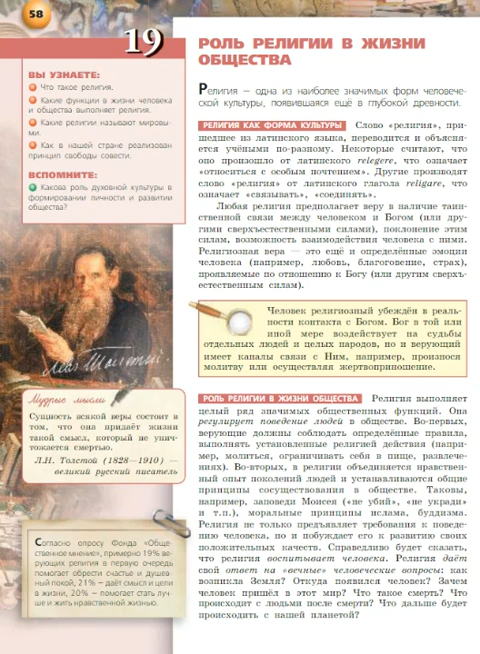 58
19
РОЛЬ РЕЛИГИИ В ЖИЗНИ
ОБЩЕСТВА
ВЫ УЗНАЕТЕ:
Что такое религия.
Какие функции в жизни человека
и общества выполняет религия.
Какие религии называют мировы-
ми.
Как в нашей стране реализован
принцип свободы совести.
ВСПОМНИТЕ:
Какова роль духовной культуры в
формировании личности и развитии
общества?
Религия – одна из наиболее значимых форм человече-
ской культуры, появившаяся ещё в глубокой древности.
РЕЛИГИЯ КАК ФОРМА КУЛЬТУРЫ Слово «религия», при-
шедшее из латинского языка, переводится и объясня-
ется учёными по-разному. Некоторые считают, что
оно произошло от латинского relegere, что означает
«относиться с особым почтением». Другие производят
слово «религия» от латинского глагола religare, что
означает «связывать», «соединять».
Любая религия предполагает веру в наличие таин-
ственной связи между человеком и Богом (или дру-
гими сверхъестественными силами), поклонение этим
силам, возможность взаимодействия человека с ними.
Религиозная вера — это ещё и определённые эмоции
человека (например, любовь, благоговение, страх),
проявляемые по отношению к Богу (или другим сверхъ-
естественным силам).
Человек религиозный убеждён в реаль-
ности контакта с Богом. Бог в той или
иной мере воздействует на судьбы
отдельных людей и целых народов, но и верующий
имеет каналы связи с Ним, например, произнося
молитву или осуществляя жертвоприношение.
Лев Толстой.
Мудрые мысли
Сущность всякой веры состоит в
том, что она придаёт жизни
такой смысл, который не унич-
тожается смертью.
Л.Н. Толстой (1828—1910) —
великий русский писатель
Согласно опросу Фонда «Обще-
ственное мнение», примерно 19% ве-
рующих религия в первую очередь
помогает обрести счастье и душев-
ный покой, 21% – даёт смысл и цели
в жизни, 20% – помогает стать луч-
ше и жить нравственной жизнью.
РОЛЬ РЕЛИГИИ В ЖИЗНИ ОБЩЕСТВА Религия выполняет
целый ряд значимых общественных функций. Она
регулирует поведение людей в обществе. Во-первых,
верующие должны соблюдать определённые правила,
выполнять установленные религией действия (напри-
мер, молиться, ограничивать себя в пище, развлече-
ниях). Во-вторых, в религии объединяется нравствен-
ный опыт поколений людей и устанавливаются общие
принципы сосуществования в обществе. Таковы,
например, заповеди Моисея («не убий», «не укради»
и т.п.), моральные принципы ислама, буддизма.
Религия не только предъявляет требования к поведе-
нию человека, но и побуждает его к развитию своих
положительных качеств. Справедливо будет сказать,
что религия воспитывает человека. Религия даёт
свой ответ на «вечные» человеческие вопросы: как
возникла Земля? Откуда появился человек? Зачем
человек пришёл в этот мир? Что такое смерть? Что
происходит с людьми после смерти? Что дальше будет
происходить с нашей планетой?